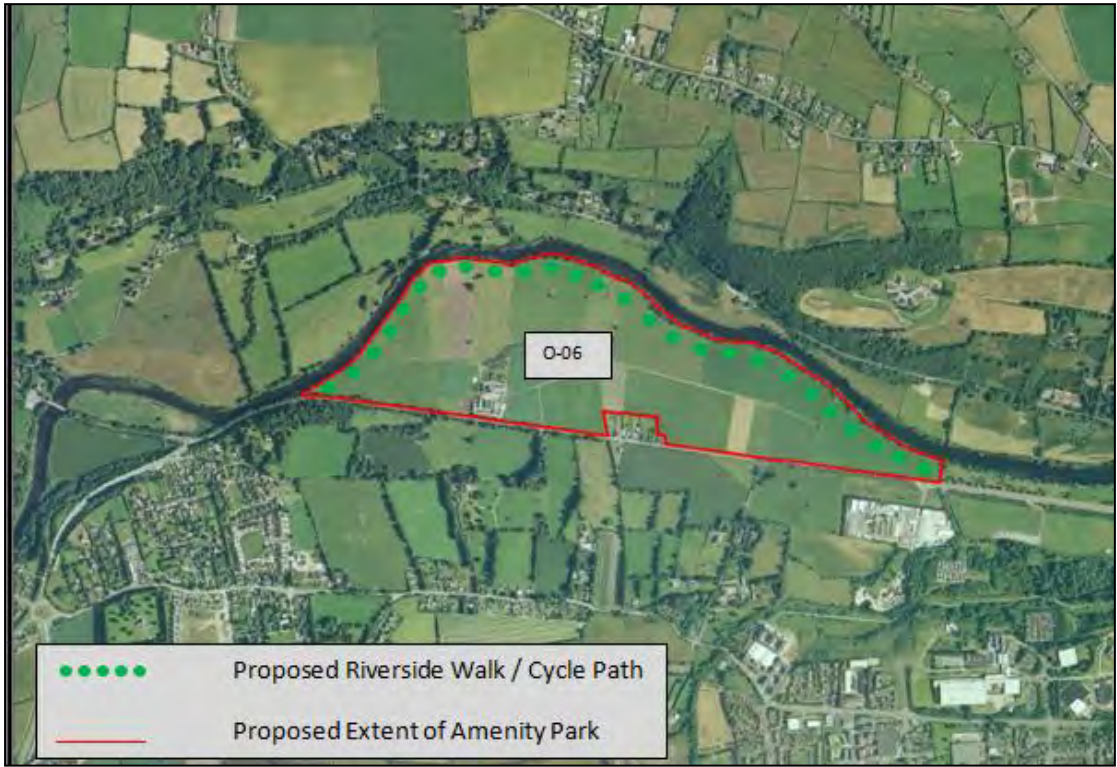 O-06
Proposed Riverside Walk / Cycle Path
Proposed Extent of Amenity Park